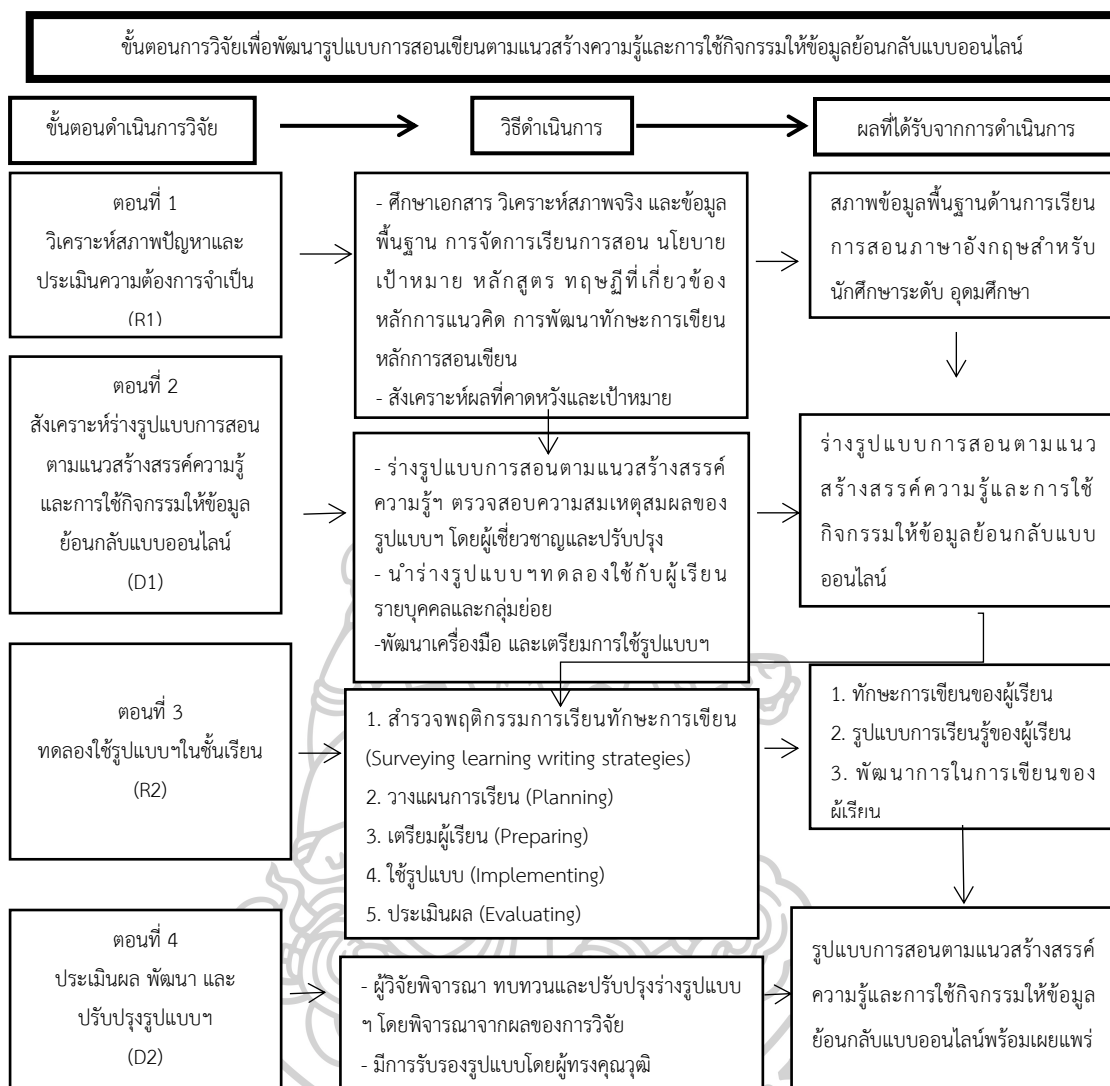 ขั้นตอนการวิจัยเพื่อพัฒนารูปแบบการสอนเขียนตามแนวสร้างความรู้และการใช้กิจกรรมให้ข้อมูลย้อนกลับแบบออนไลน์
ขั้นตอนดำเนินการวิจัย
วิธีดำเนินการ
ผลที่ได้รับจากการดำเนินการ
ตอนที่ 1
วิเคราะห์สภาพปัญหาและ
ประเมินความต้องการจำเป็น
(R1)
- ศึกษาเอกสาร วิเคราะห์สภาพจริง และข้อมูล
พื้นฐาน การจัดการเรียนการสอน นโยบาย
เป้าหมาย หลักสูตร ทฤษฎีที่เกี่ยวข้อง
หลักการแนวคิด การพัฒนาทักษะการเขียน
หลักการสอนเขียน
- สังเคราะห์ผลที่คาดหวังและเป้าหมาย
สภาพข้อมูลพื้นฐานด้านการเรียน
การสอนภาษาอังกฤษสำหรับ
นักศึกษาระดับ อุดมศึกษา
ตอนที่ 2
สังเคราะห์ร่างรูปแบบการสอน
ตามแนวสร้างสรรค์ความรู้
และการใช้กิจกรรมให้ข้อมูล
ย้อนกลับแบบออนไลน์
(D1)
- ร่างรูปแบบการสอนตามแนวสร้างสรรค์
ความรู้ฯ ตรวจสอบความสมเหตุสมผลของ
รูปแบบฯ โดยผู้เชี่ยวชาญและปรับปรุง
- นำร่างรูปแบบฯทดลองใช้กับผู้เรียน
รายบุคคลและกลุ่มย่อย
-พัฒนาเครื่องมือ และเตรียมการใช้รูปแบบฯ
ร่างรูปแบบการสอนตามแนว
สร้างสรรค์ความรู้และการใช้
กิจกรรมให้ข้อมูลย้อนกลับแบบ
ออนไลน์
ตอนที่ 3
ทดลองใช้รูปแบบฯในชั้นเรียน
(R2)
1. สำรวจพฤติกรรมการเรียนทักษะการเขียน
(Surveying learning writing strategies)
2. วางแผนการเรียน (Planning)
3. เตรียมผู้เรียน (Preparing)
4. ใช้รูปแบบ (Implementing)
5. ประเมินผล (Evaluating)
1. ทักษะการเขียนของผู้เรียน
2. รูปแบบการเรียนรู้ของผู้เรียน
3. พัฒนาการในการเขียนของ
ผู้เรียน
ตอนที่ 4
ประเมินผล พัฒนา และ
ปรับปรุงรูปแบบฯ
(D2)
- ผู้วิจัยพิจารณา ทบทวนและปรับปรุงร่างรูปแบบ
ฯ โดยพิจารณาจากผลของการวิจัย
- มีการรับรองรูปแบบโดยผู้ทรงคุณวุฒิ
รูปแบบการสอนตามแนวสร้างสรรค์
ความรู้และการใช้กิจกรรมให้ข้อมูล
ย้อนกลับแบบออนไลน์พร้อมเผยแพร่